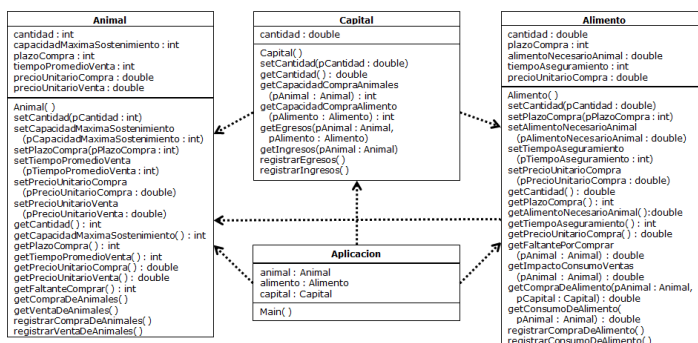 Animal
cantidad : int
capacidadMaximaSostenimiento : int
plazoCompra : int
tiempoPromedioVenta : int
precioUnitarioCompra : double
precioUnitarioVenta : double
Animal( )
setCantidad(pCantidad : int)
setCapacidadMaximaSostenimiento
(pCapacidadMaximaSostenimiento : int)
setPlazoCompra(pPlazoCompra : int)
setTiempoPromedioVenta
(pTiempoPromedioVenta : int)
setPrecioUnitarioCompra
(pPrecioUnitarioCompra : double)
setPrecioUnitarioVenta
(pPrecioUnitarioVenta : double)
getCantidad( ) : int
getCapacidadMaximaSostenimiento( ) : int
getPlazoCompra( ) : int
getTiempoPromedioVenta( ) : int
getPrecioUnitarioCompra( ) : double
getPrecioUnitarioVenta( ) : double
getFaltanteComprar( ) : int
getCompraDeAnimales( )
getVentaDeAnimales( )
registrarCompraDeAnimales( )
registrarVentaDeAnimales( )
Capital
cantidad : double
Capital( )
setCantidad(pCantidad : double)
getCantidad( ) : double
getCapacidadCompraAnimales
(pAnimal : Animal) : int
getCapacidadCompraAlimento
(pAlimento : Alimento) : int
getEgresos(pAnimal : Animal,
pAlimento : Alimento)
getIngresos(pAnimal : Animal)
registrarEgresos( )
registrarIngresos( )
Aplicacion
animal : Animal
alimento : Alimento
capital : Capital
Main( )
Alimento
cantidad : double
plazoCompra : int
alimentoNecesarioAnimal : double
tiempoAseguramiento : int
precioUnitarioCompra : double
Alimento( )
setCantidad(pCantidad : double)
setPlazoCompra(pPlazoCompra : int)
setAlimentoNecesarioAnimal
(pAlimentoNecesarioAnimal : double)
setTiempoAseguramiento
(pTiempoAseguramiento : int)
setPrecioUnitarioCompra
(pPrecioUnitarioCompra : double)
getCantidad( ) : double
getPlazoCompra( ) : int
getAlimentoNecesarioAnimal( ):double
getTiempoAseguramiento( ) : int
getPrecioUnitarioCompra( ) : double
getFaltantePorComprar
(pAnimal : Animal) : double
getImpactoConsumoVentas
(pAnimal : Animal) : double
getCompraDeAlimento(pAnimal : Animal,
pCapital : Capital) : double
getConsumoDeAlimento(
pAnimal : Animal) : double
registrarCompraDeAlimento( )
registrarConsumoDeAlimento( )